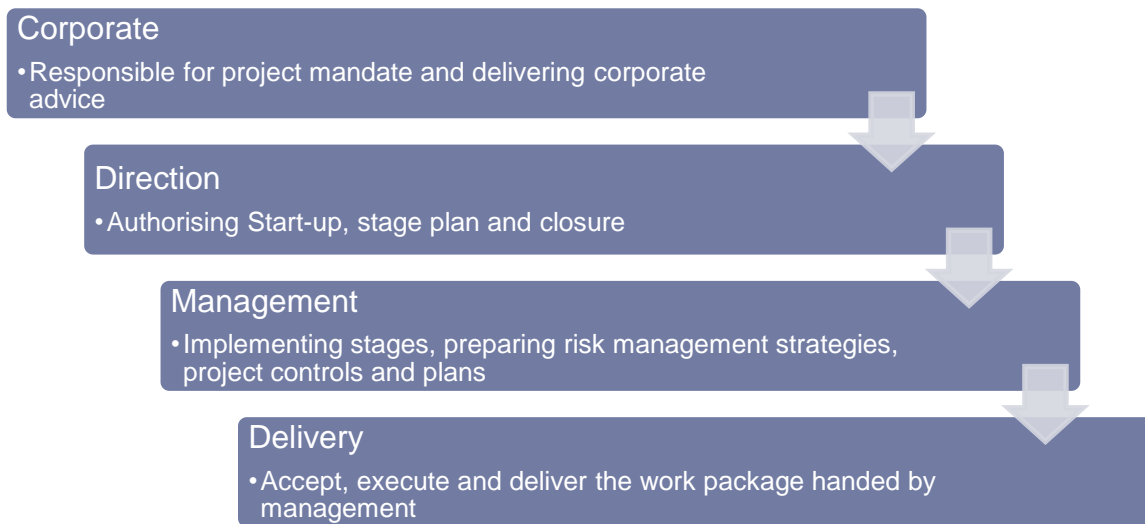 Corporate
•Responsible for project mandate and delivering corporate
advice
Direction
•Authorising Start-up, stage plan and closure
Management
•Implementing stages, preparing risk management strategies,
project controls and plans
Delivery
•Accept, execute and deliver the work package handed by
management